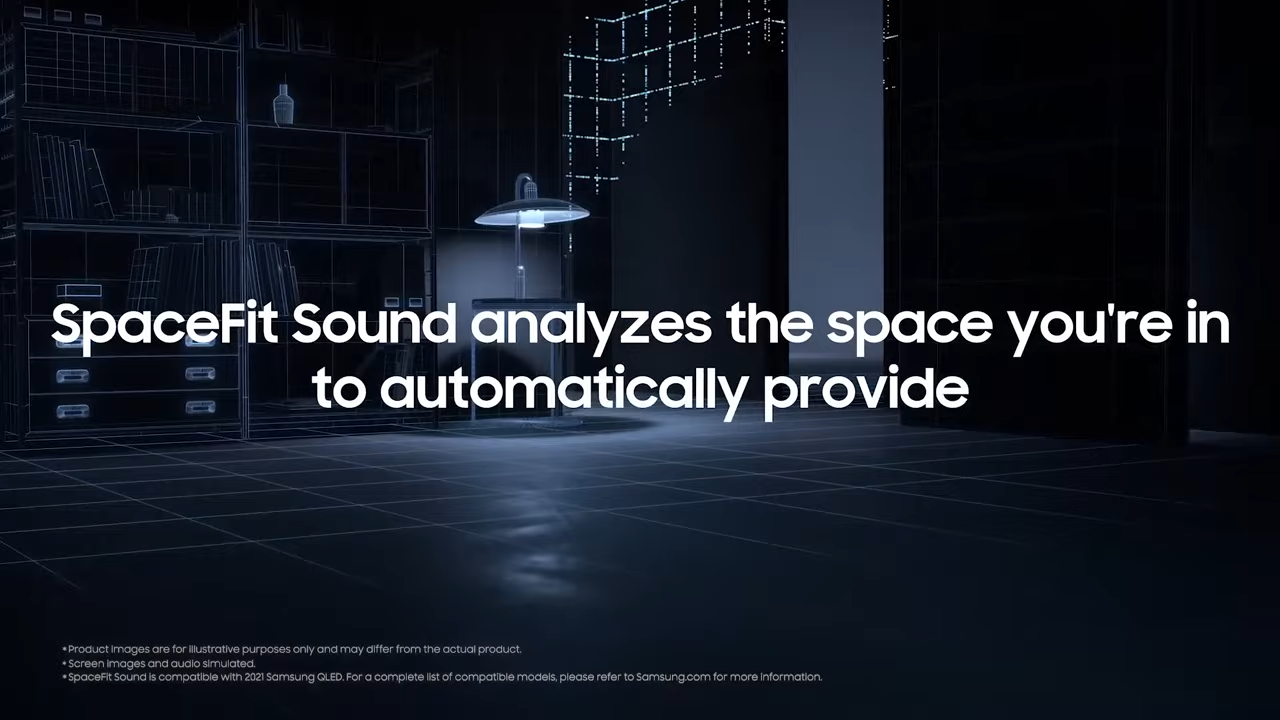 SpaceFit Sound analyzes the space you're in
to automatically provide
*Product images are for illustrative purposes only and may differ from the actual product.
*Screen images and audio simulated.
*SpaceFit Sound is compatible with 2021 Samsung QLED. For a complete list of compatible models, please refer to Samsung.com for more information.